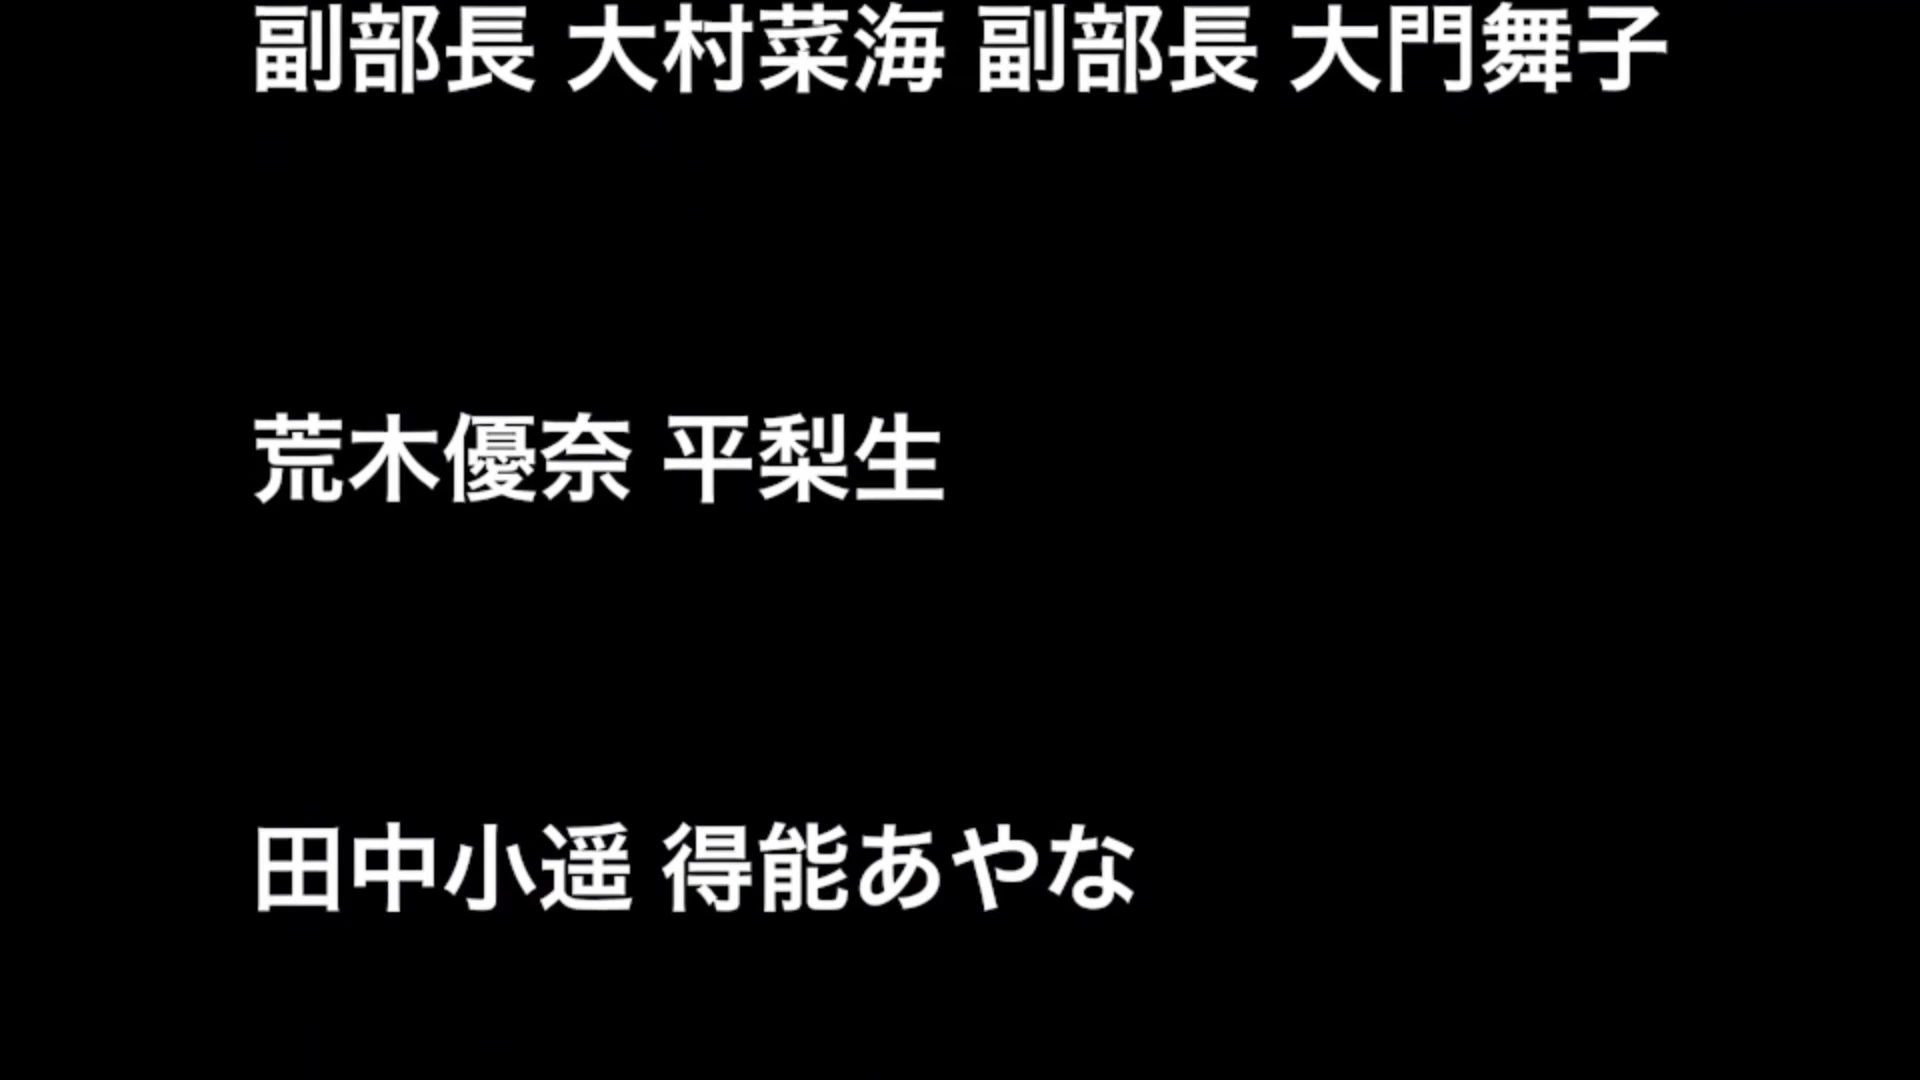 副部長 大村菜海 副部長 大門舞子
荒木優奈 平梨生
田中小遥 得能あやな